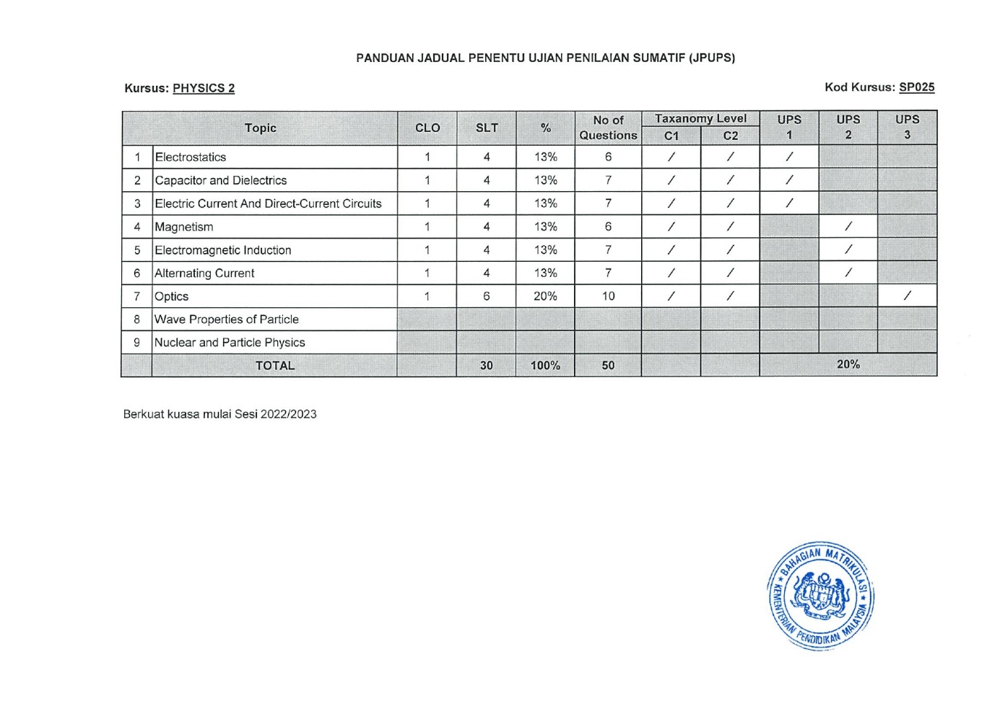 PANDUAN JADUAL PENENTU UJIAN PENILAIAN SUMATIF (JPUPS)
Kursus: PHYSICS 2 Kod Kursus: SP025
Topic CLO SLT % No of Questions Taxanomy Level UPS 1 UPS 2 UPS 3
C1 C2
1 Electrostatics 1 4 13% 6 / / /
2 Capacitor and Dielectrics 1 4 13% 7 / / /
3 Electric Current And Direct-Current Circuits 1 4 13% 7 / / /
4 Magnetism 1 4 13% 6 / / /
5 Electromagnetic Induction 1 4 13% 7 / / /
6 Alternating Current 1 4 13% 7 / / /
7 Optics 1 6 20% 10 / / /
8 Wave Properties of Particle
9 Nuclear and Particle Physics
TOTAL 30 100% 50 20%
Berkuat kuasa mulai Sesi 2022/2023
BAHAGIAN MATRIKULASI
KEMENTERIAN PENDIDIKAN MALAYSIA